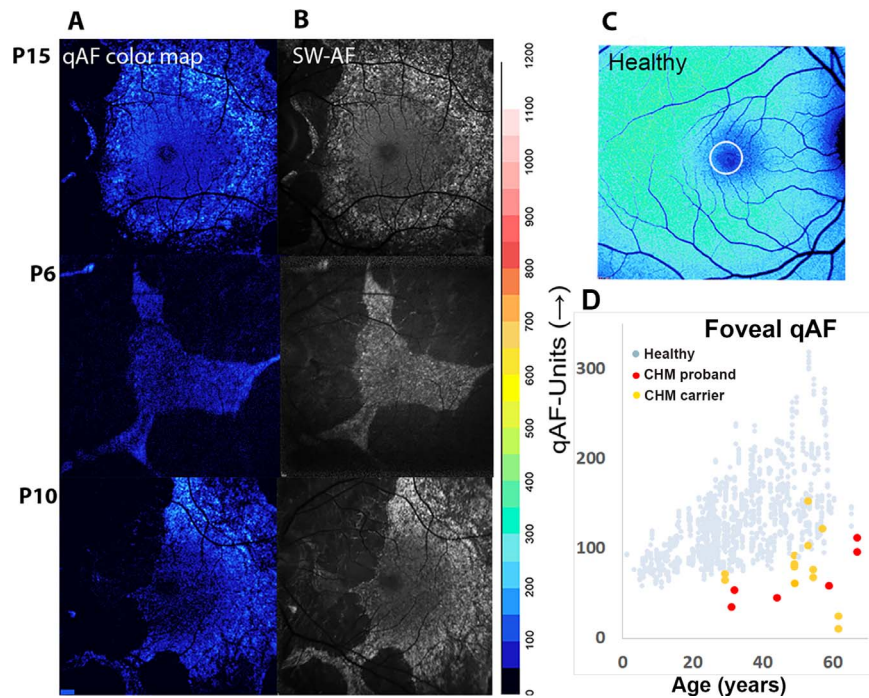 A
B
C
P15
qAF color map
SW-AF
Healthy
P6
P10
1200
1100
1000
900
800
700
600
500
400
300
200
100
0
qAF-Units (→)
D
Foveal qAF
Healthy
CHM proband
CHM carrier
300
200
100
0
0
20
40
60
Age (years)